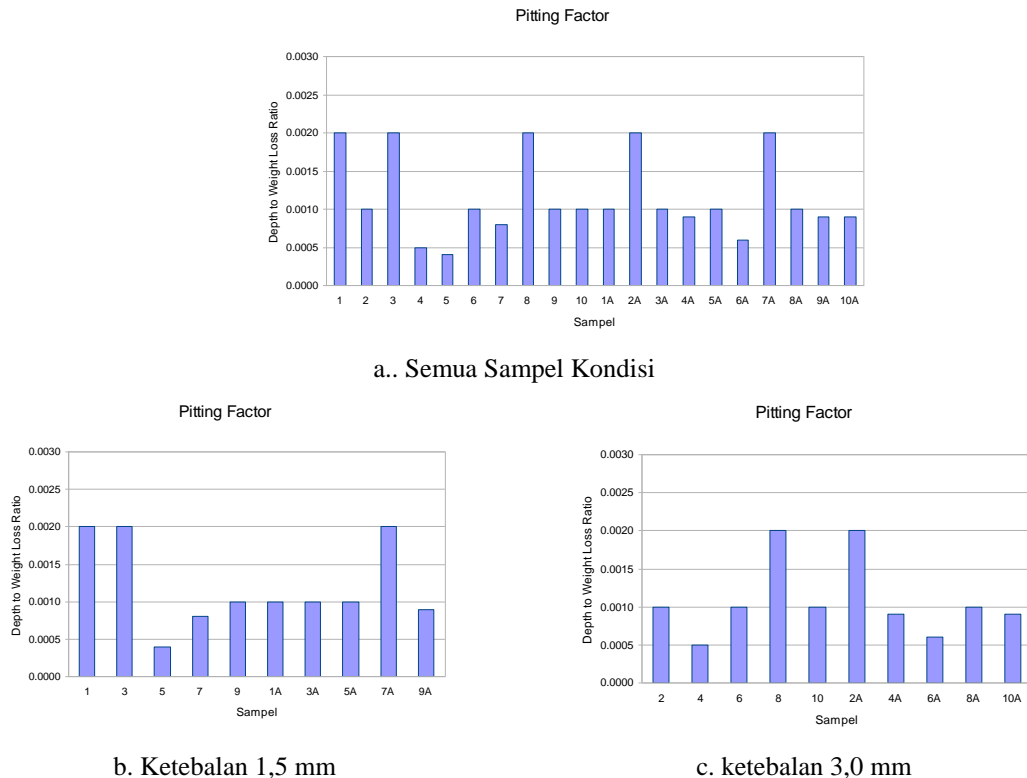 Pitting Factor
Depth to Weight Loss Ratio
0.0030
0.0025
0.0020
0.0015
0.0010
0.0005
0.0000
1 2 3 4 5 6 7 8 9 10 1A 2A 3A 4A 5A 6A 7A 8A 9A 10A
Sampel
a.. Semua Sampel Kondisi
Pitting Factor
Depth to Weight Loss Ratio
0.0030
0.0025
0.0020
0.0015
0.0010
0.0005
0.0000
1 3 5 7 9 1A 3A 5A 7A 9A
Sampel
b. Ketebalan 1,5 mm
Pitting Factor
Depth to Weight Loss Ratio
0.0030
0.0025
0.0020
0.0015
0.0010
0.0005
0.0000
2 4 6 8 10 2A 4A 6A 8A 10A
Sampel
c. ketebalan 3,0 mm